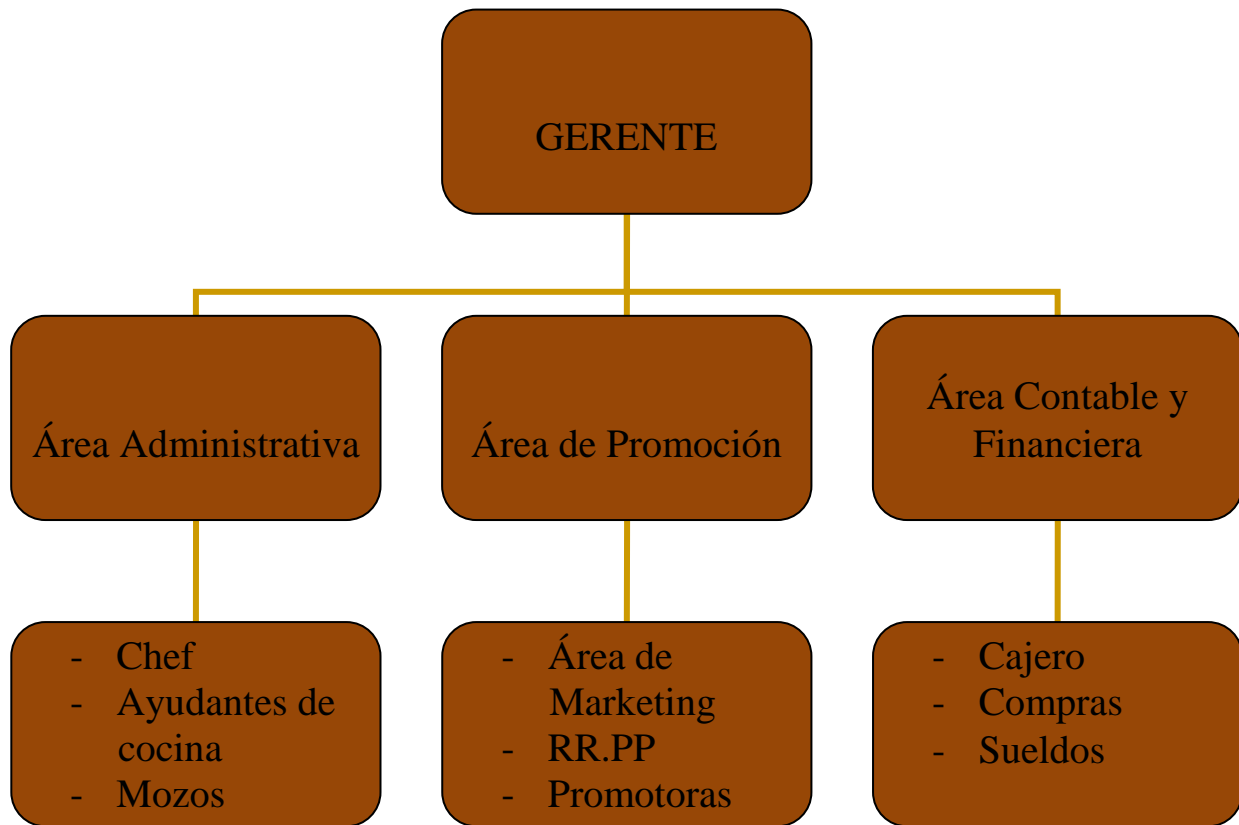 GERENTE
Área Administrativa
Área de Promoción
Área Contable y
Financiera
- Chef
- Ayudantes de
cocina
- Mozos
- Área de
Marketing
- RR.PP
- Promotoras
- Cajero
- Compras
- Sueldos